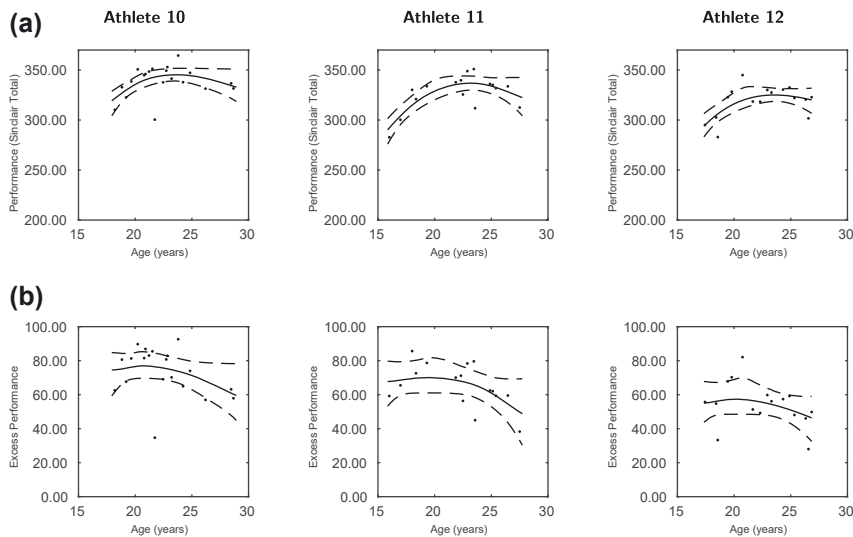 (a)
Athlete 10 Athlete 11 Athlete 12
Performance (Sinclair Total)
350.00
300.00
250.00
200.00
15 20 25 30
Age (years)
Performance (Sinclair Total)
350.00
300.00
250.00
200.00
15 20 25 30
Age (years)
Performance (Sinclair Total)
350.00
300.00
250.00
200.00
15 20 25 30
Age (years)
(b)
Excess Performance
100.00
80.00
60.00
40.00
20.00
0.00
15 20 25 30
Age (years)
Excess Performance
100.00
80.00
60.00
40.00
20.00
0.00
15 20 25 30
Age (years)
Excess Performance
100.00
80.00
60.00
40.00
20.00
0.00
15 20 25 30
Age (years)